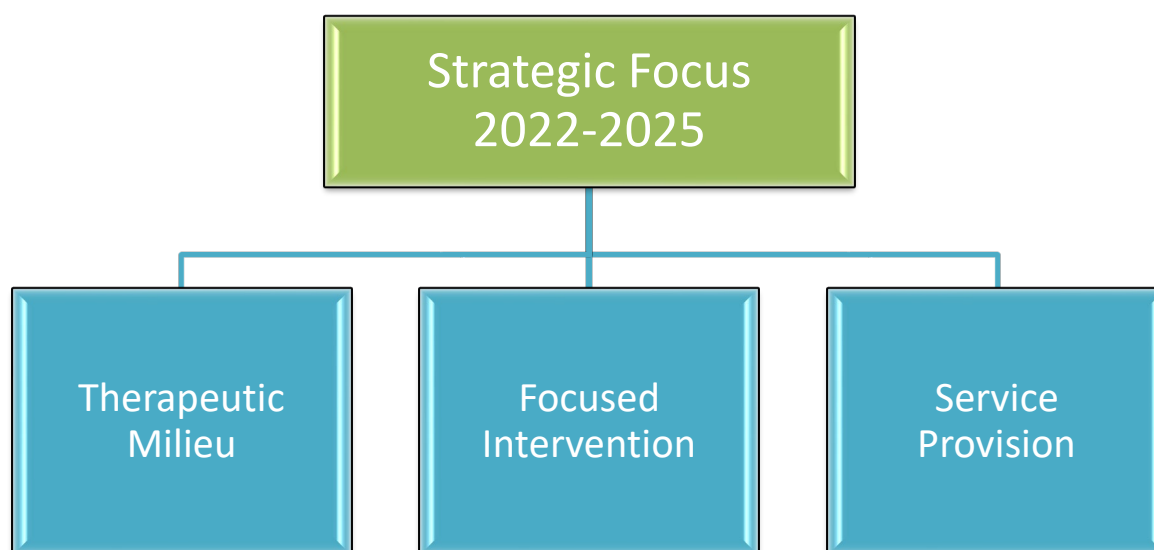 Strategic Focus
2022-2025
Therapeutic
Milieu
Focused
Intervention
Service
Provision